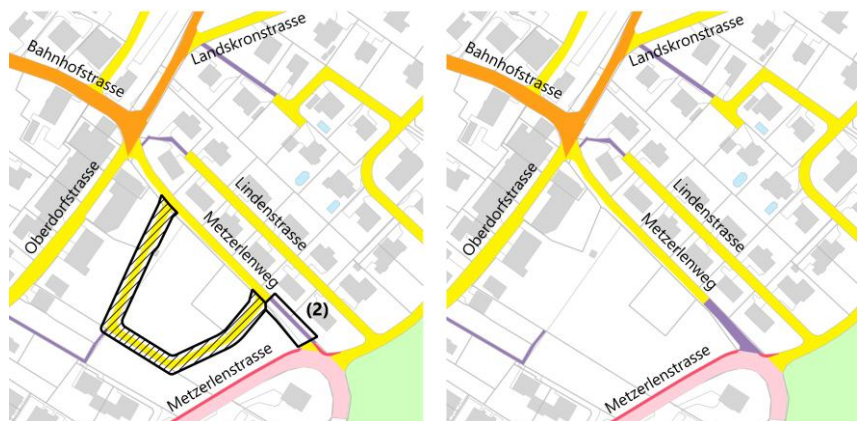 Bahnhofstrasse
Landskronstrasse
Oberdorfstrasse
Lindenstrasse
Metzerlenweg
(2)
Metzerlenstrasse
Bahnhofstrasse
Landskronstrasse
Oberdorfstrasse
Lindenstrasse
Metzerlenweg
Metzerlenstrasse